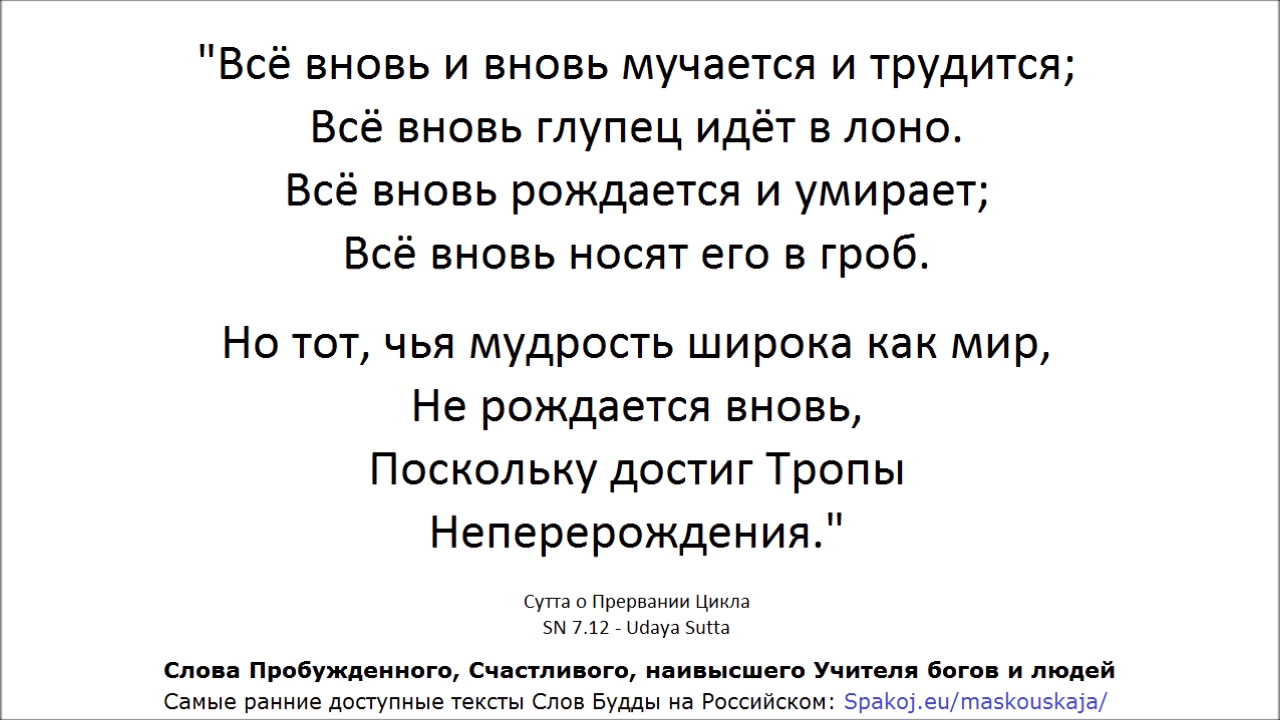 "Всё вновь и вновь мучается и трудится;
Всё вновь глупец идёт в лоно.
Всё вновь рождается и умирает;
Всё вновь носят его в гроб.
Но тот, чья мудрость широка как мир,
Не рождается вновь,
Поскольку достиг Тропы
Неперерождения."
Сутта о Прервании Цикла
SN 7.12 - Udaya Sutta
Слова Пробужденного, Счастливого, наивысшего Учителя богов и людей
Самые ранние доступные тексты Слов Будды на Российском: Spakoj.eu/maskouskaja/